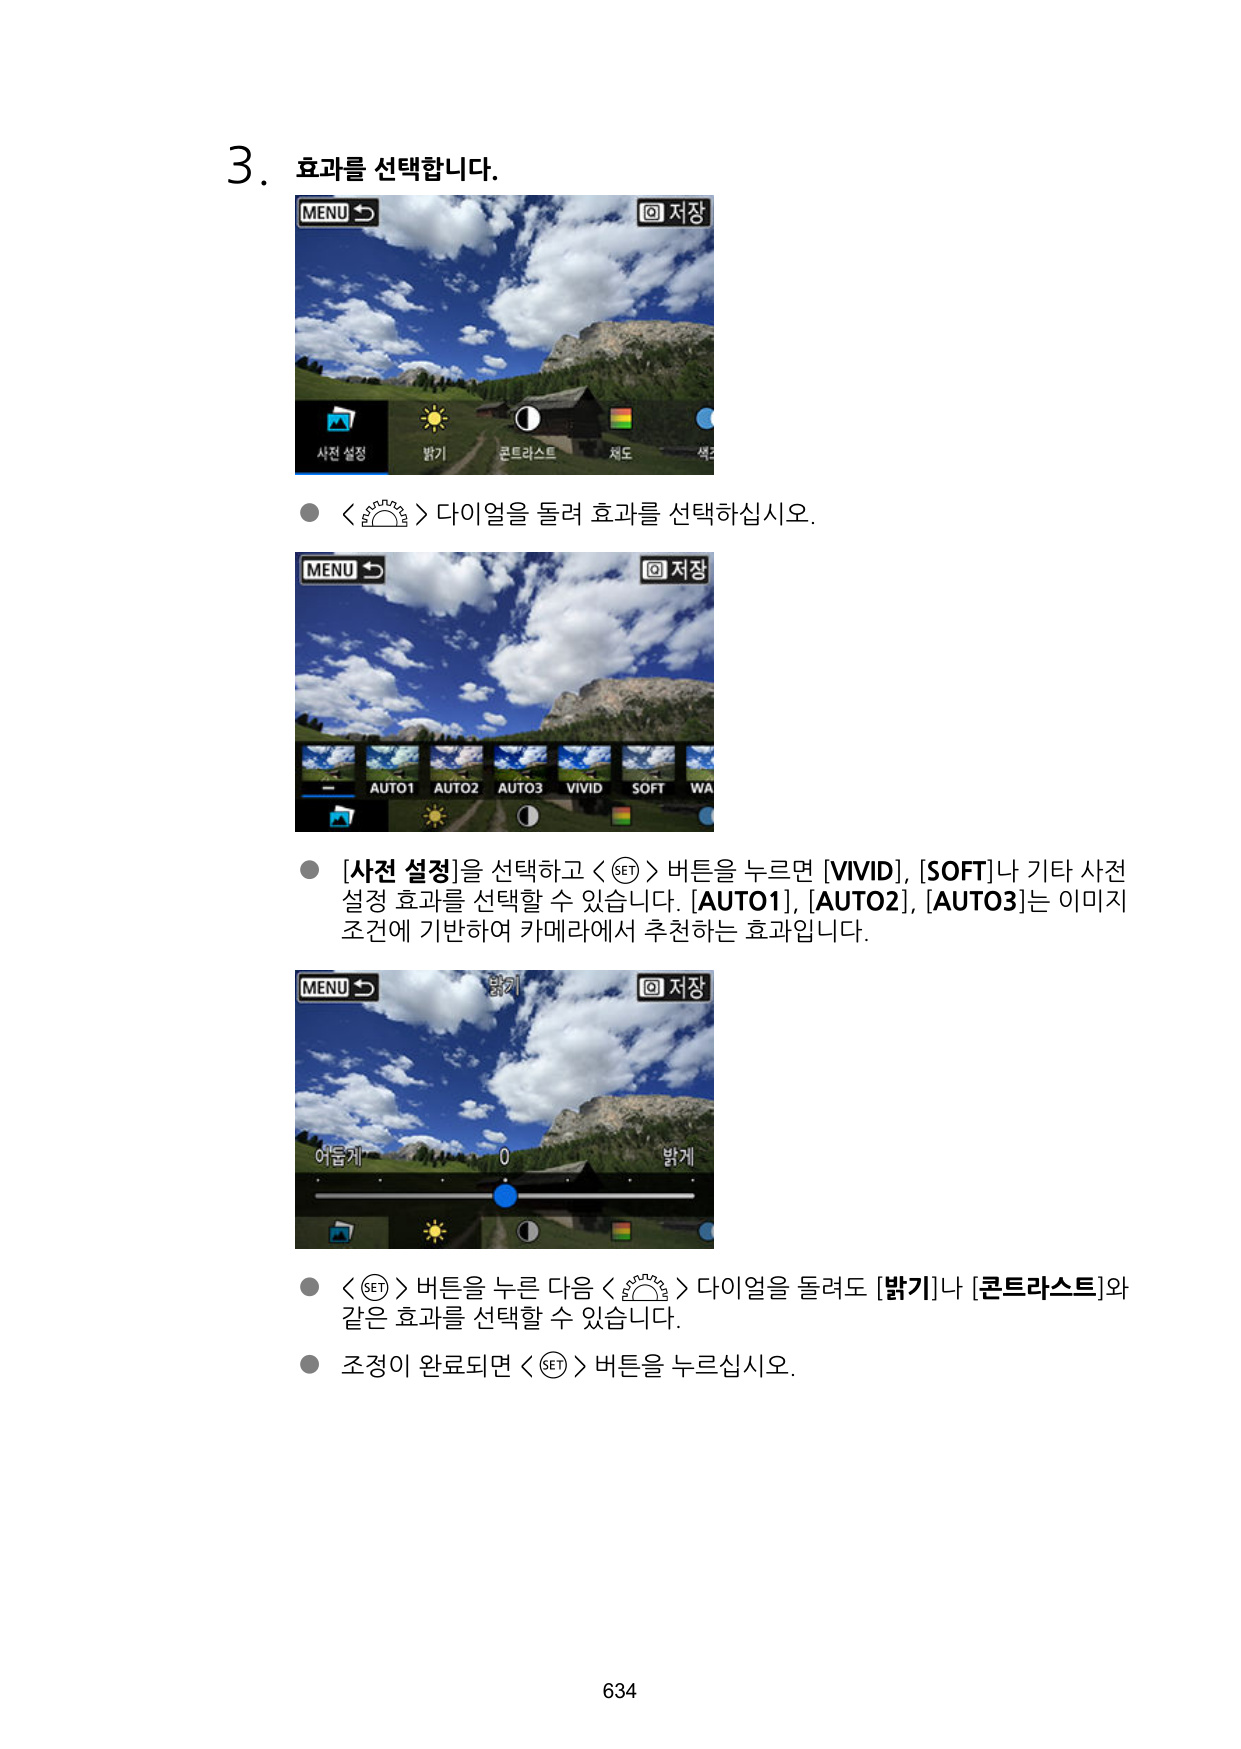 3. 효과를 선택합니다.
MENU 저장
사전 설정 밝기 콘트라스트 채도 색조
● < > 다이얼을 돌려 효과를 선택하십시오.
MENU 저장
– AUTO1 AUTO2 AUTO3 VIVID SOFT WA
● [사전 설정]을 선택하고 < SET > 버튼을 누르면 [VIVID], [SOFT]나 기타 사전
설정 효과를 선택할 수 있습니다. [AUTO1], [AUTO2], [AUTO3]는 이미지
조건에 기반하여 카메라에서 추천하는 효과입니다.
MENU 밝기 저장
어둡게 0 밝게
● < SET > 버튼을 누른 다음 < > 다이얼을 돌려도 [밝기]나 [콘트라스트]와
같은 효과를 선택할 수 있습니다.
● 조정이 완료되면 < SET > 버튼을 누르십시오.
634